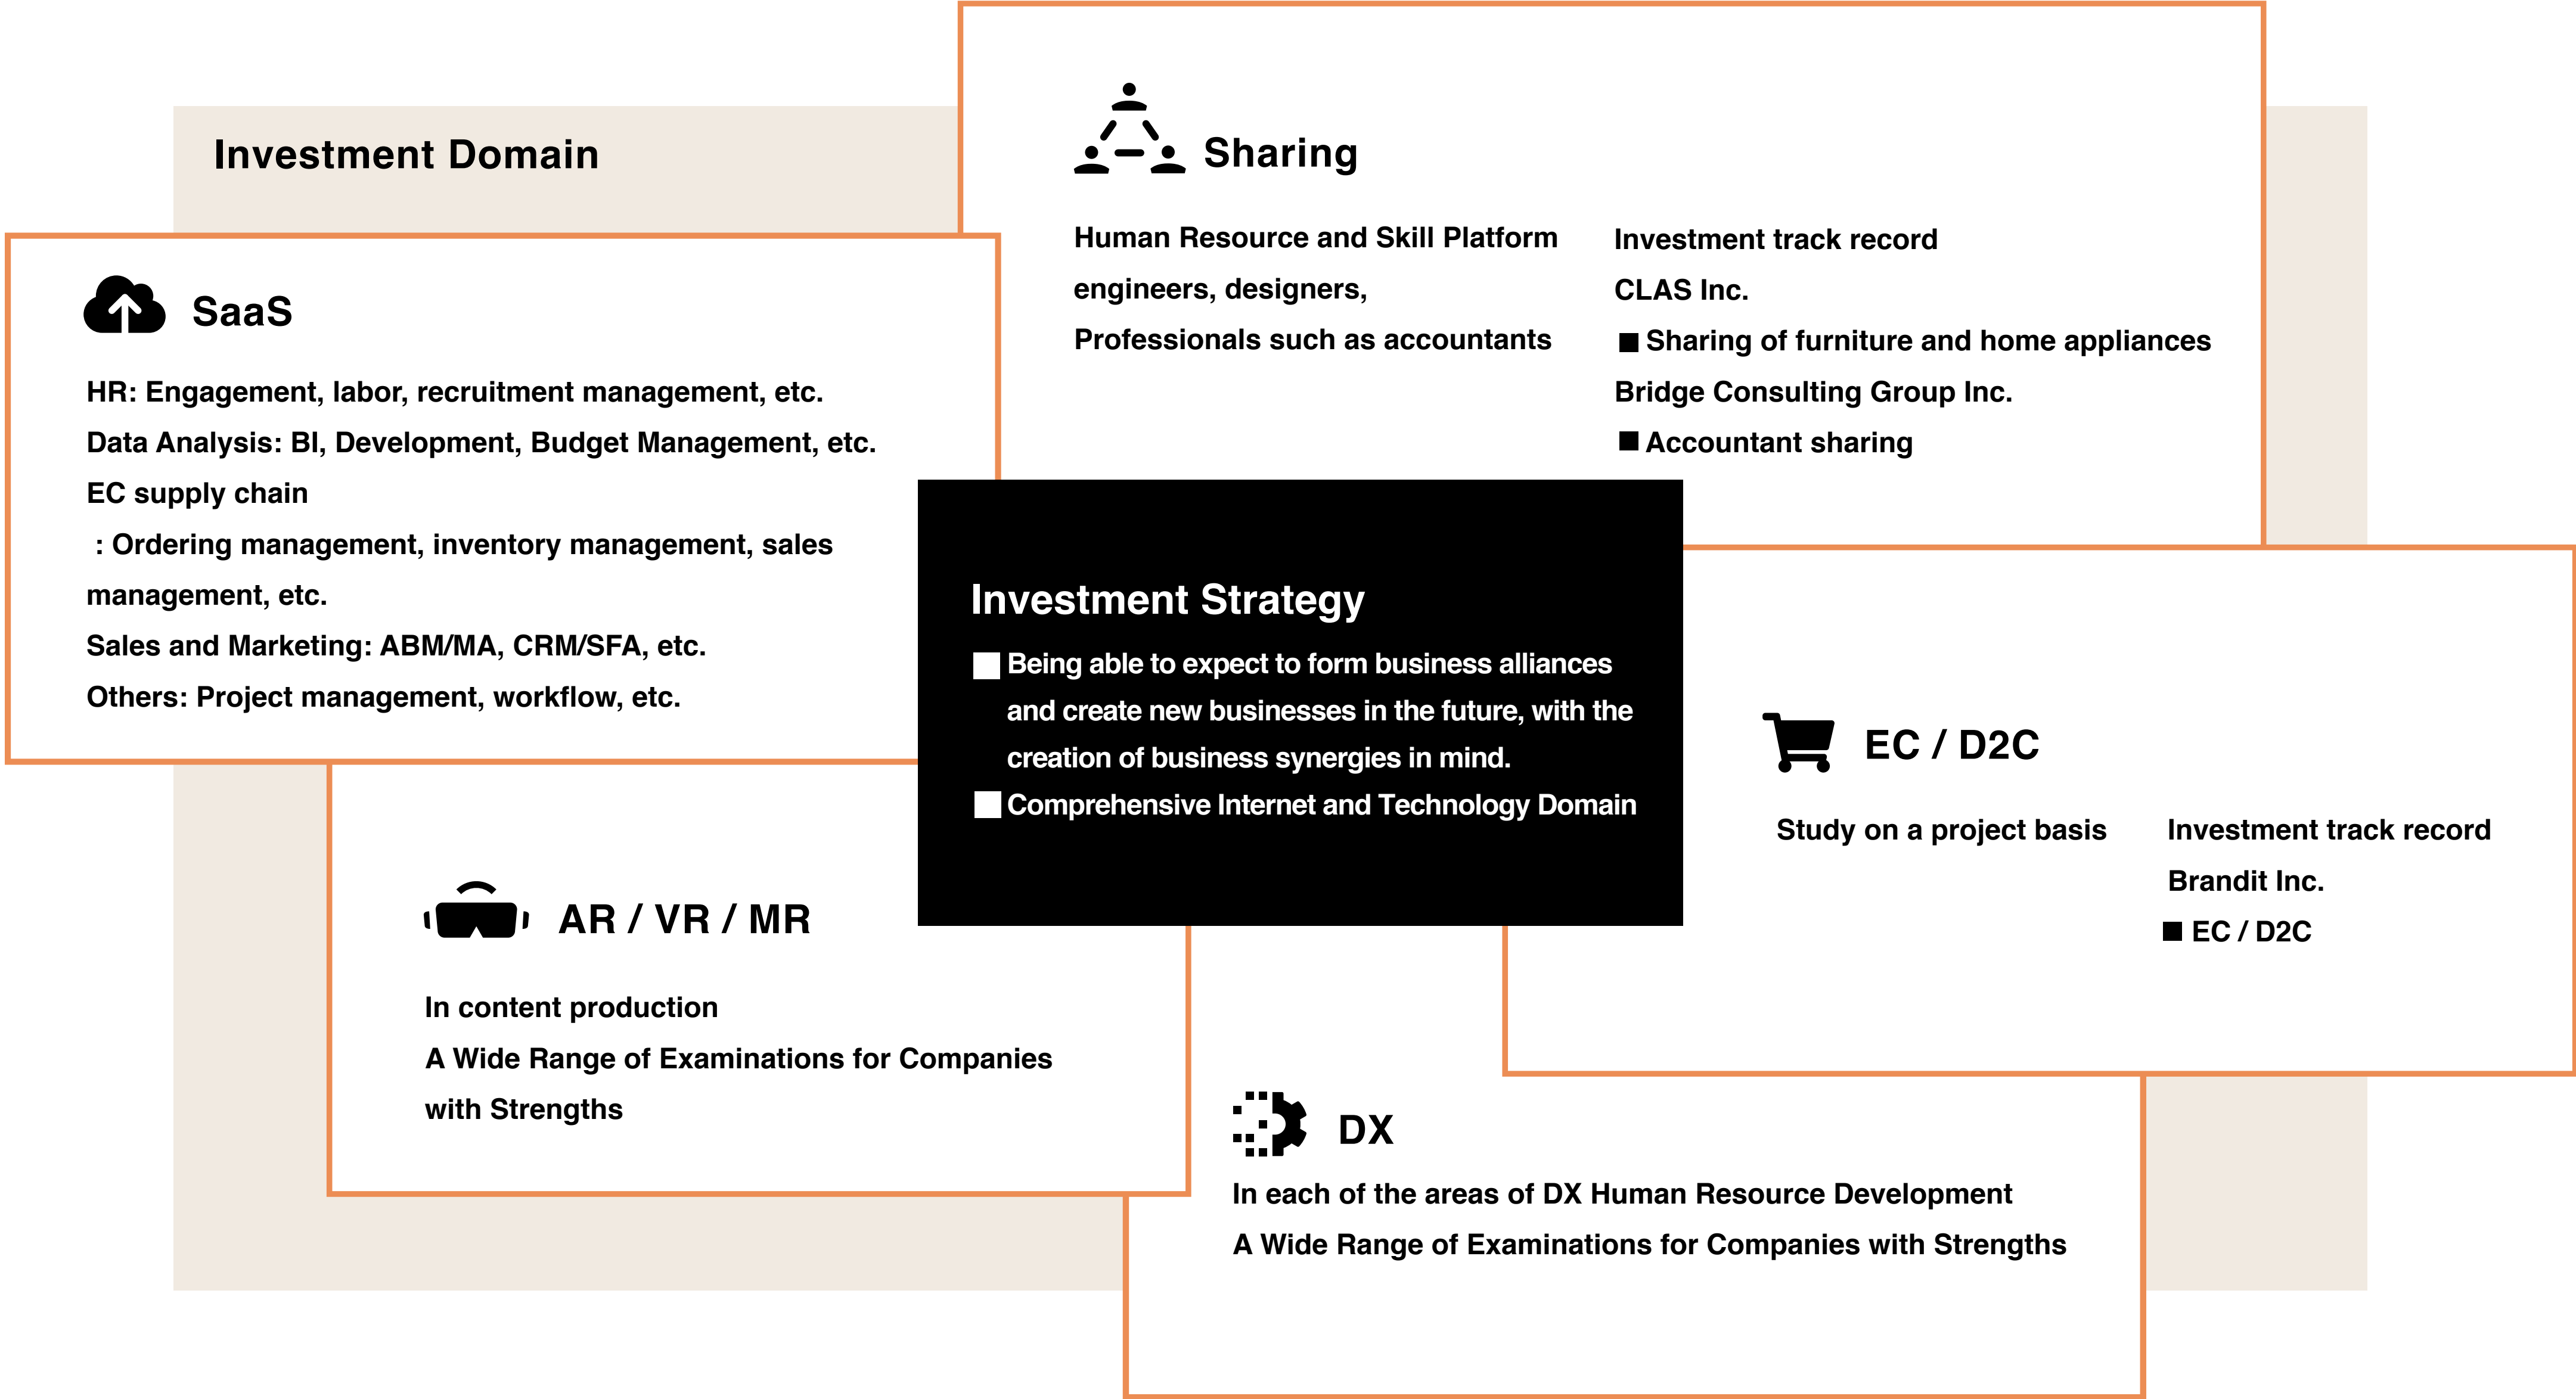 Investment Domain
Sharing
Human Resource and Skill Platform
engineers, designers,
Professionals such as accountants
Investment track record
CLAS Inc.
■ Sharing of furniture and home appliances
Bridge Consulting Group Inc.
■ Accountant sharing
SaaS
HR: Engagement, labor, recruitment management, etc.
Data Analysis: BI, Development, Budget Management, etc.
EC supply chain
: Ordering management, inventory management, sales
management, etc.
Sales and Marketing: ABM/MA, CRM/SFA, etc.
Others: Project management, workflow, etc.
Investment Strategy
■ Being able to expect to form business alliances
and create new businesses in the future, with the
creation of business synergies in mind.
■ Comprehensive Internet and Technology Domain
EC / D2C
Study on a project basis
Investment track record
Brandit Inc.
■ EC / D2C
AR / VR / MR
In content production
A Wide Range of Examinations for Companies
with Strengths
DX
In each of the areas of DX Human Resource Development
A Wide Range of Examinations for Companies with Strengths